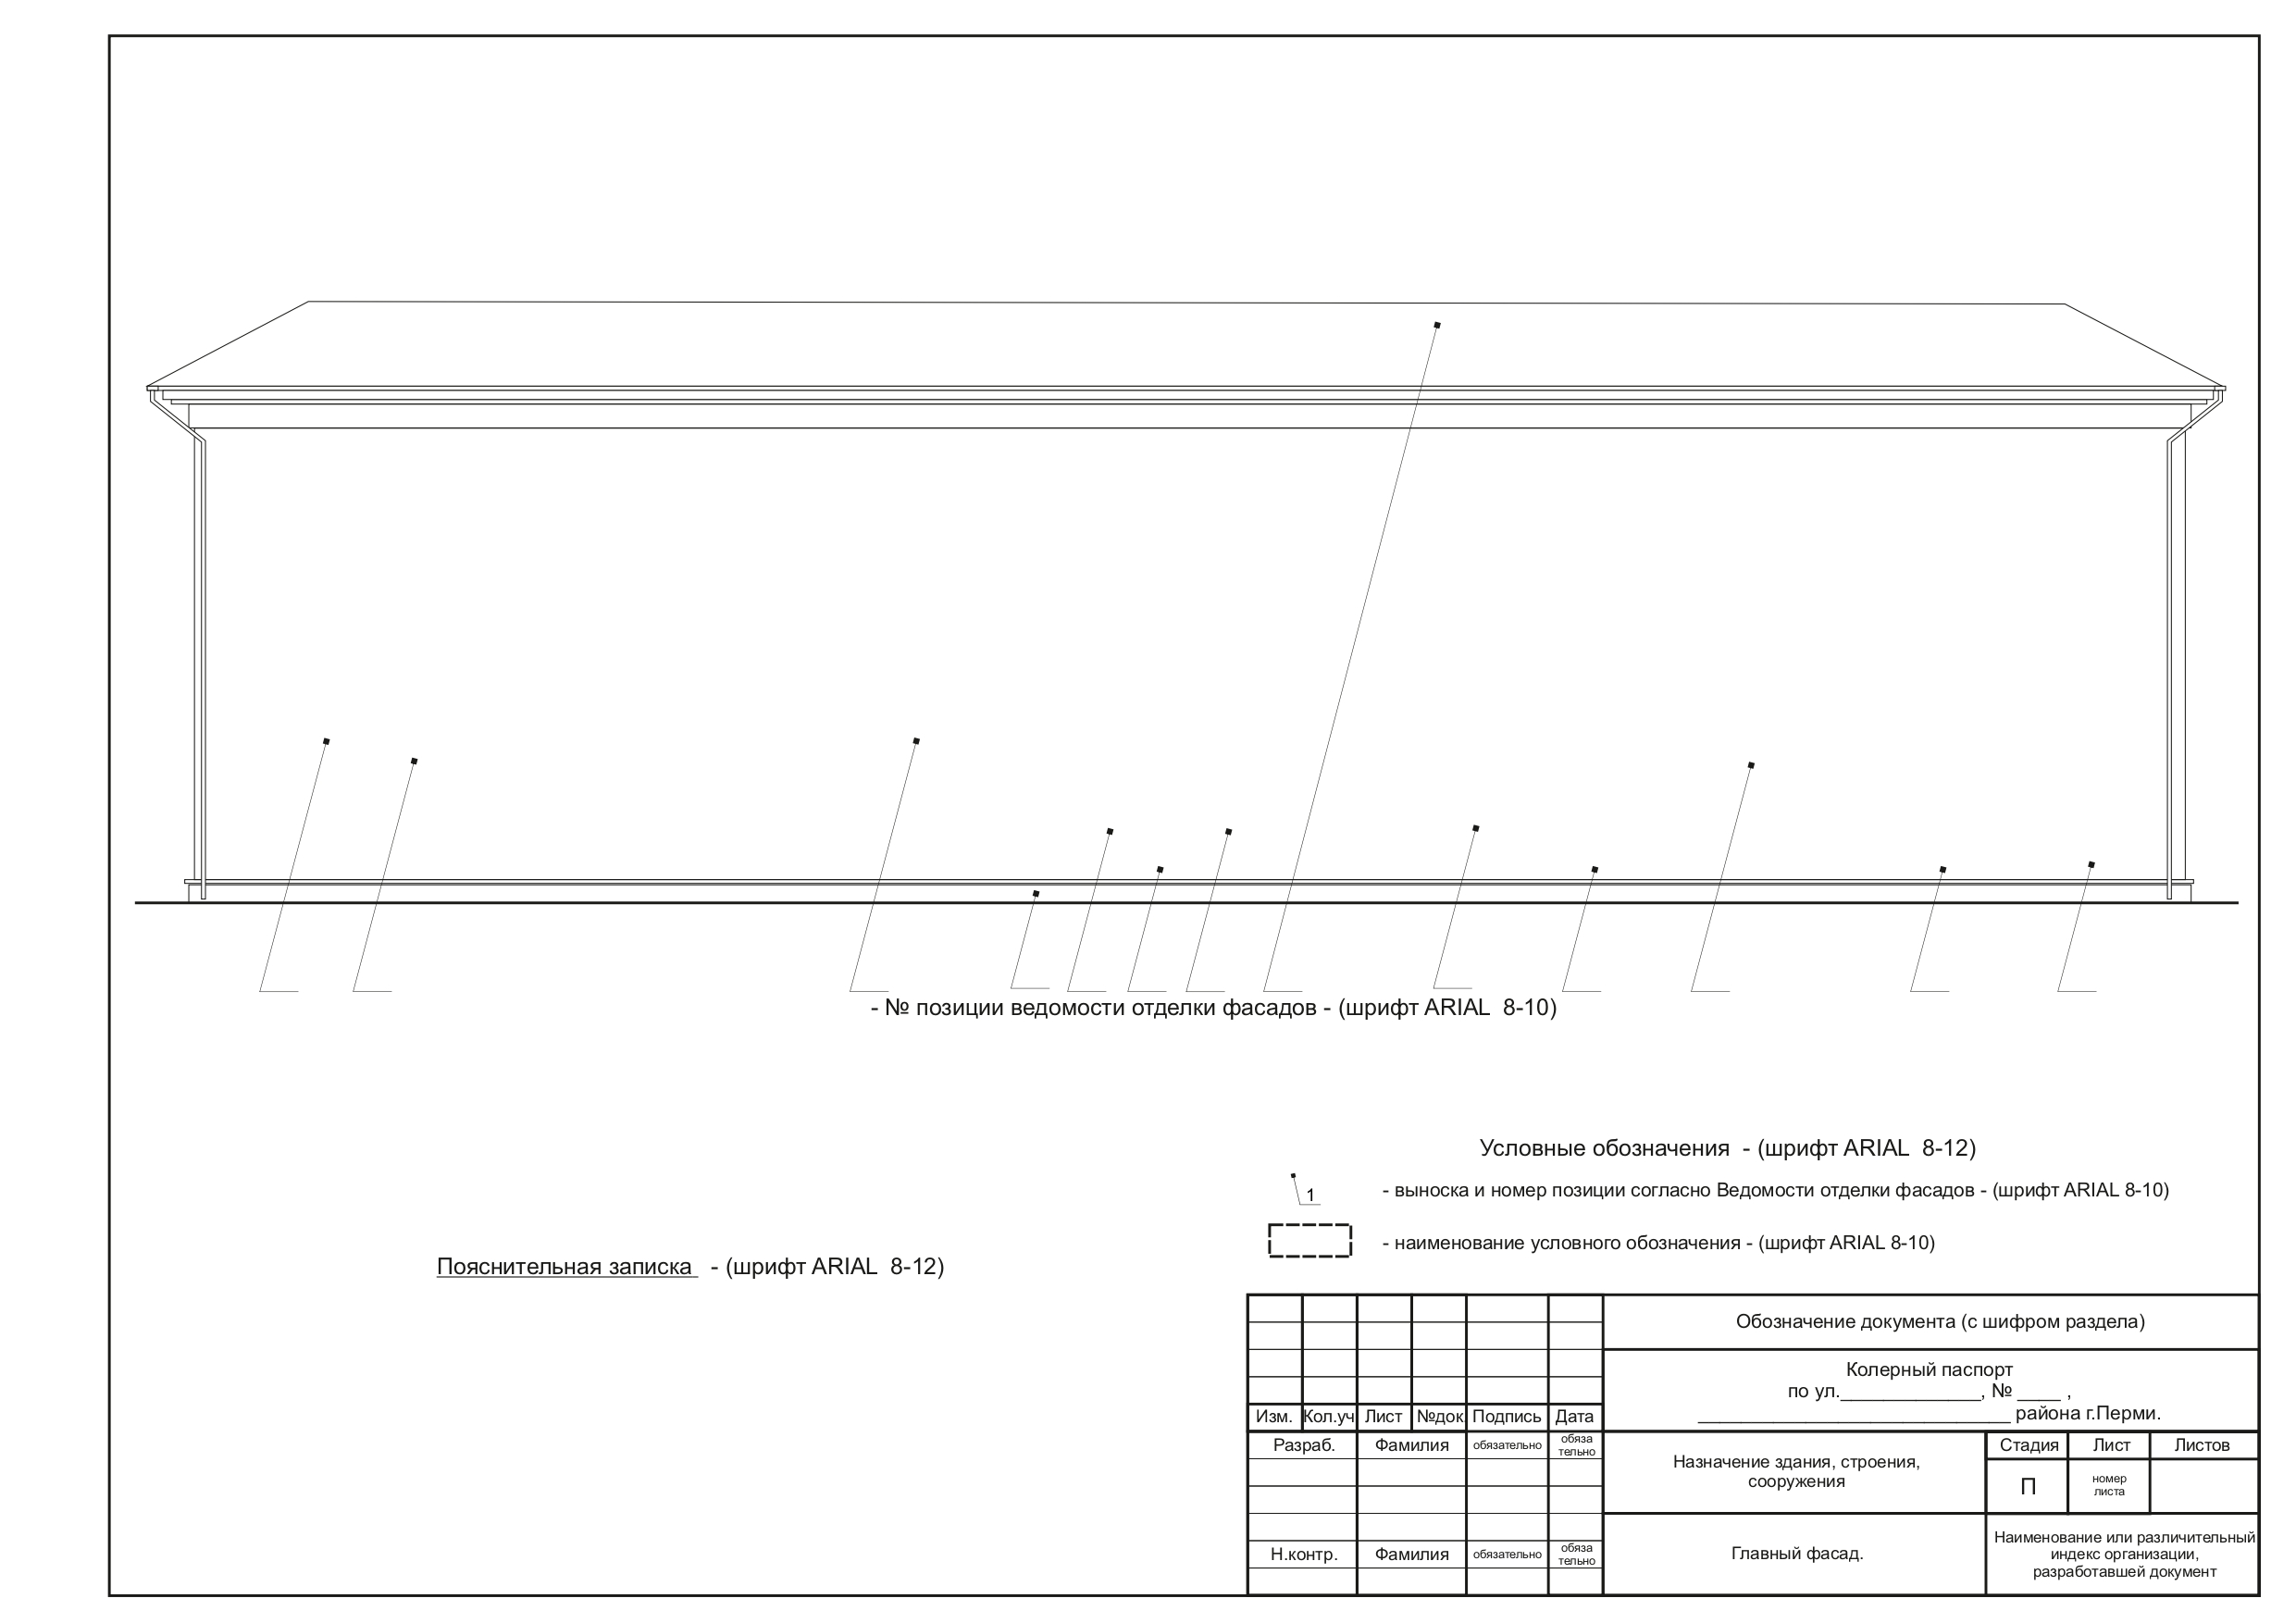 - № позиции ведомости отделки фасадов - (шрифт ARIAL 8-10)
Условные обозначения - (шрифт ARIAL 8-12)
1
- выноска и номер позиции согласно Ведомости отделки фасадов - (шрифт ARIAL 8-10)
- наименование условного обозначения - (шрифт ARIAL 8-10)
Пояснительная записка - (шрифт ARIAL 8-12)
Обозначение документа (с шифром раздела)
Колерный паспорт
по ул._____________, № ____ ,
_____________________________ района г.Перми.
Изм. Кол.уч Лист №док. Подпись Дата
Разраб. Фамилия обязательно обяза
тельно
Назначение здания, строения,
сооружения
Стадия Лист Листов
П номер
листа
Н.контр. Фамилия обязательно обяза
тельно
Главный фасад.
Наименование или различительный
индекс организации,
разработавшей документ